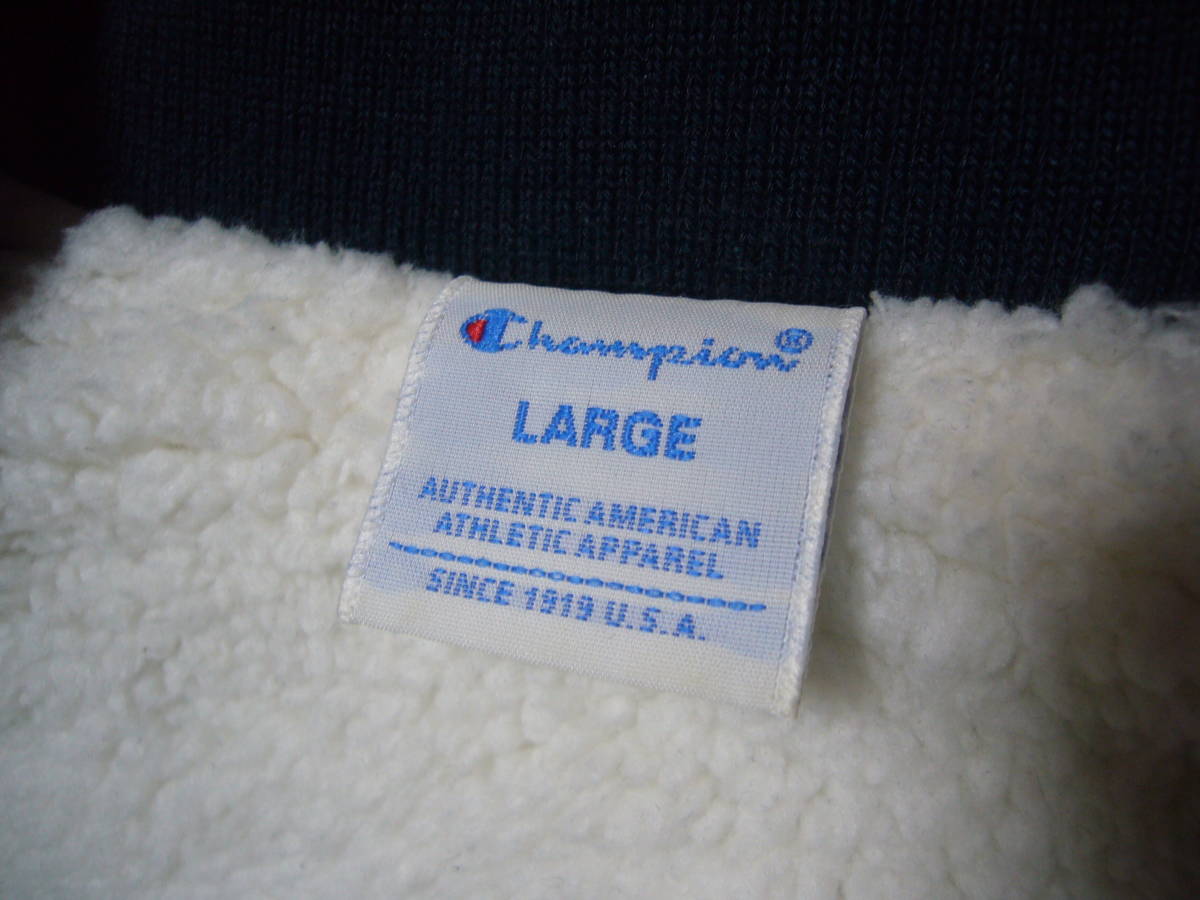 Champion®
LARGE
AUTHENTIC AMERICAN
ATHLETIC APPAREL
SINCE 1919 U.S.A.